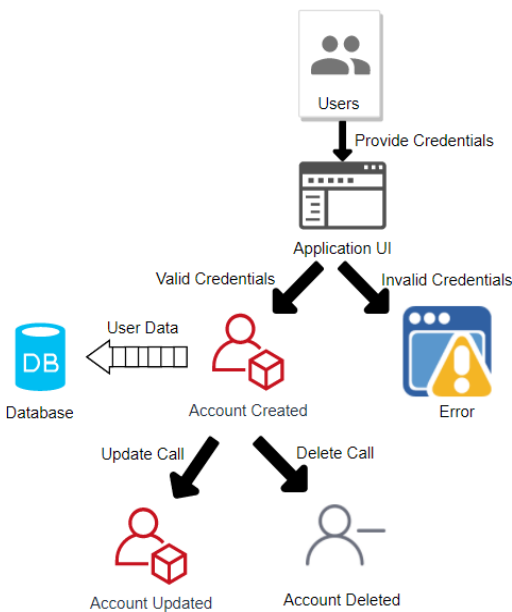 Users
Provide Credentials
Application UI
Valid Credentials
Invalid Credentials
User Data
DB
Database
Account Created
Error
Update Call
Delete Call
Account Updated
Account Deleted